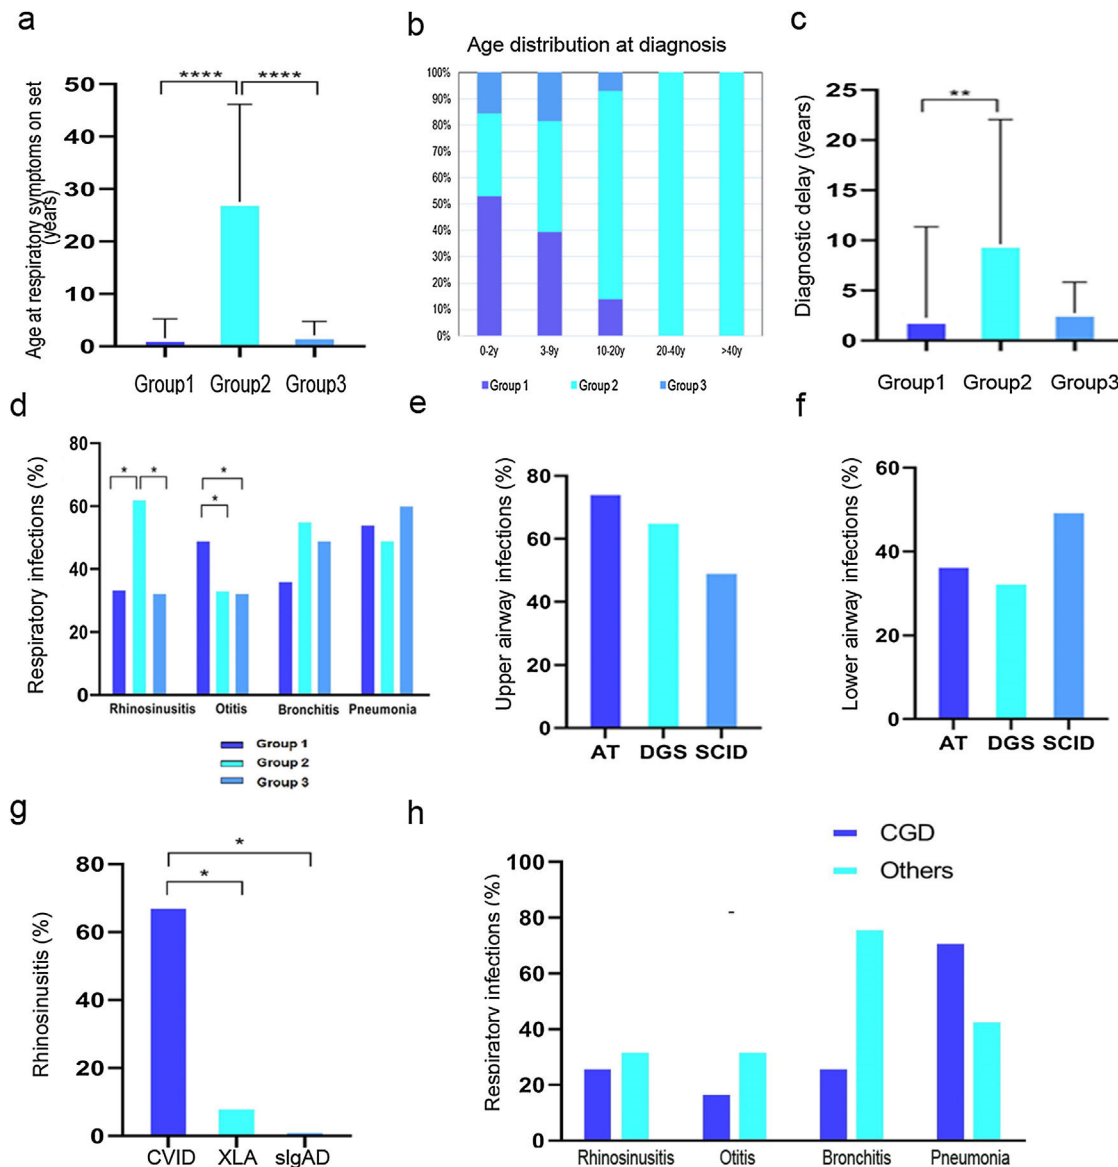 a
Age at respiratory symptoms on set
(years)
50
40
30
20
10
0
****
****
Group1 Group2 Group3
b
Age distribution at diagnosis
100%
90%
80%
70%
60%
50%
40%
30%
20%
10%
0%
0-2y 3-9y 10-20y 20-40y >40y
Group 1 Group 2 Group 3
c
Diagnostic delay (years)
25
20
15
10
5
0
**
Group1 Group2 Group3
d
Respiratory infections (%)
80
60
40
20
0
* *
*
*
Rhinosinusitis Otitis Bronchitis Pneumonia
Group 1
Group 2
Group 3
e
Upper airway infections (%)
80
60
40
20
0
AT DGS SCID
f
Lower airway infections (%)
60
40
20
0
AT DGS SCID
g
Rhinosinusitis (%)
80
60
40
20
0
*
*
CVID XLA sIgAD
h
CGD
Others
Respiratory infections (%)
100
80
60
40
20
0
-
Rhinosinusitis Otitis Bronchitis Pneumonia